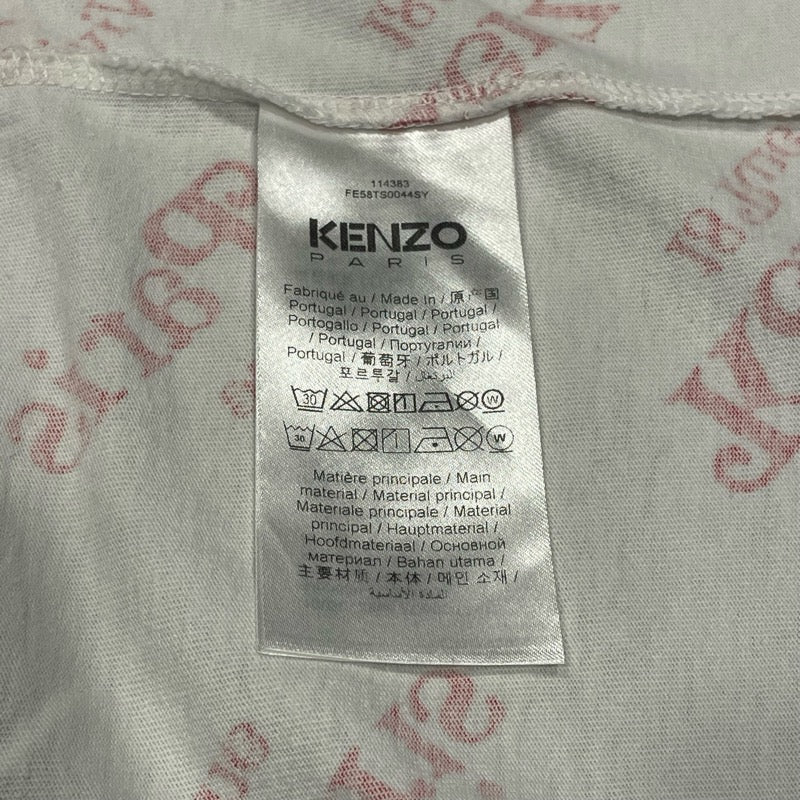 114383
FE58TS0044SY
KENZO
PARIS
Fabriqué au / Made in / 原产国
Portugal / Portugal / Portugal /
Portogallo / Portugal / Portugal
/ Portugal / Португалии /
Portugal / 葡萄牙 / ポルトガル /
포르투갈 / البرتغال
30 W
30 W
Matière principale / Main
material / Material principal /
Materiale principale / Material
principal / Hauptmaterial /
Hoofdmateriaal / Основной
материал / Bahan utama /
主要材质 / 本体 / 메인 소재 /
المادة الأساسية